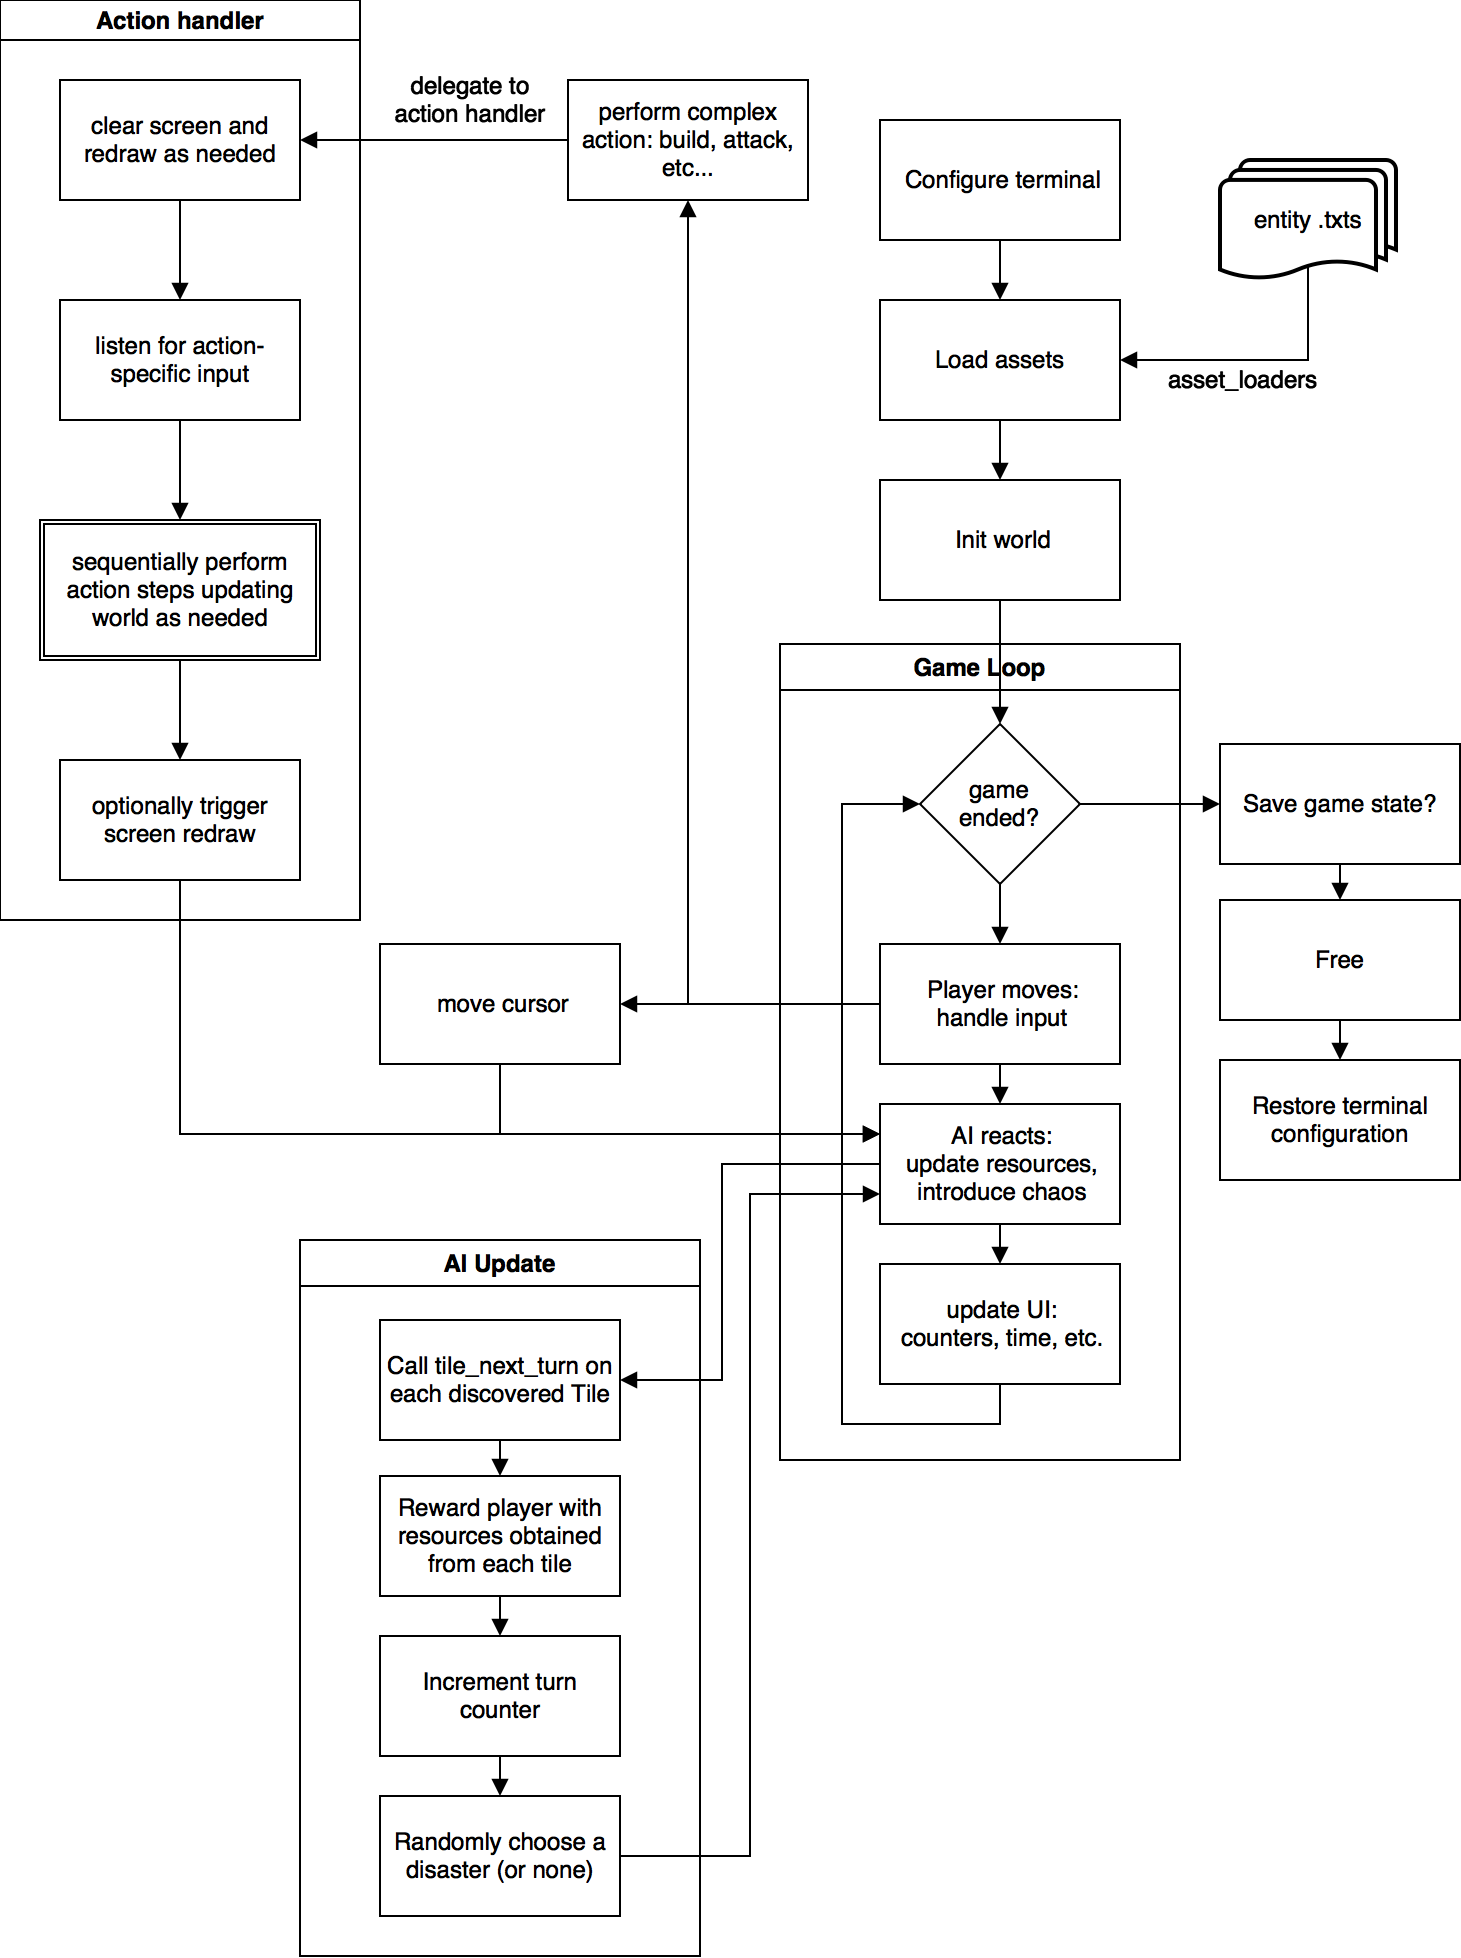 Action handler
clear screen and
redraw as needed
listen for action-
specific input
sequentially perform
action steps updating
world as needed
optionally trigger
screen redraw
delegate to
action handler
perform complex
action: build, attack,
etc...
Configure terminal
entity .txts
Load assets
asset_loaders
Init world
Game Loop
game
ended?
Save game state?
Free
Restore terminal
configuration
move cursor
Player moves:
handle input
AI reacts:
update resources,
introduce chaos
update UI:
counters, time, etc.
AI Update
Call tile_next_turn on
each discovered Tile
Reward player with
resources obtained
from each tile
Increment turn
counter
Randomly choose a
disaster (or none)